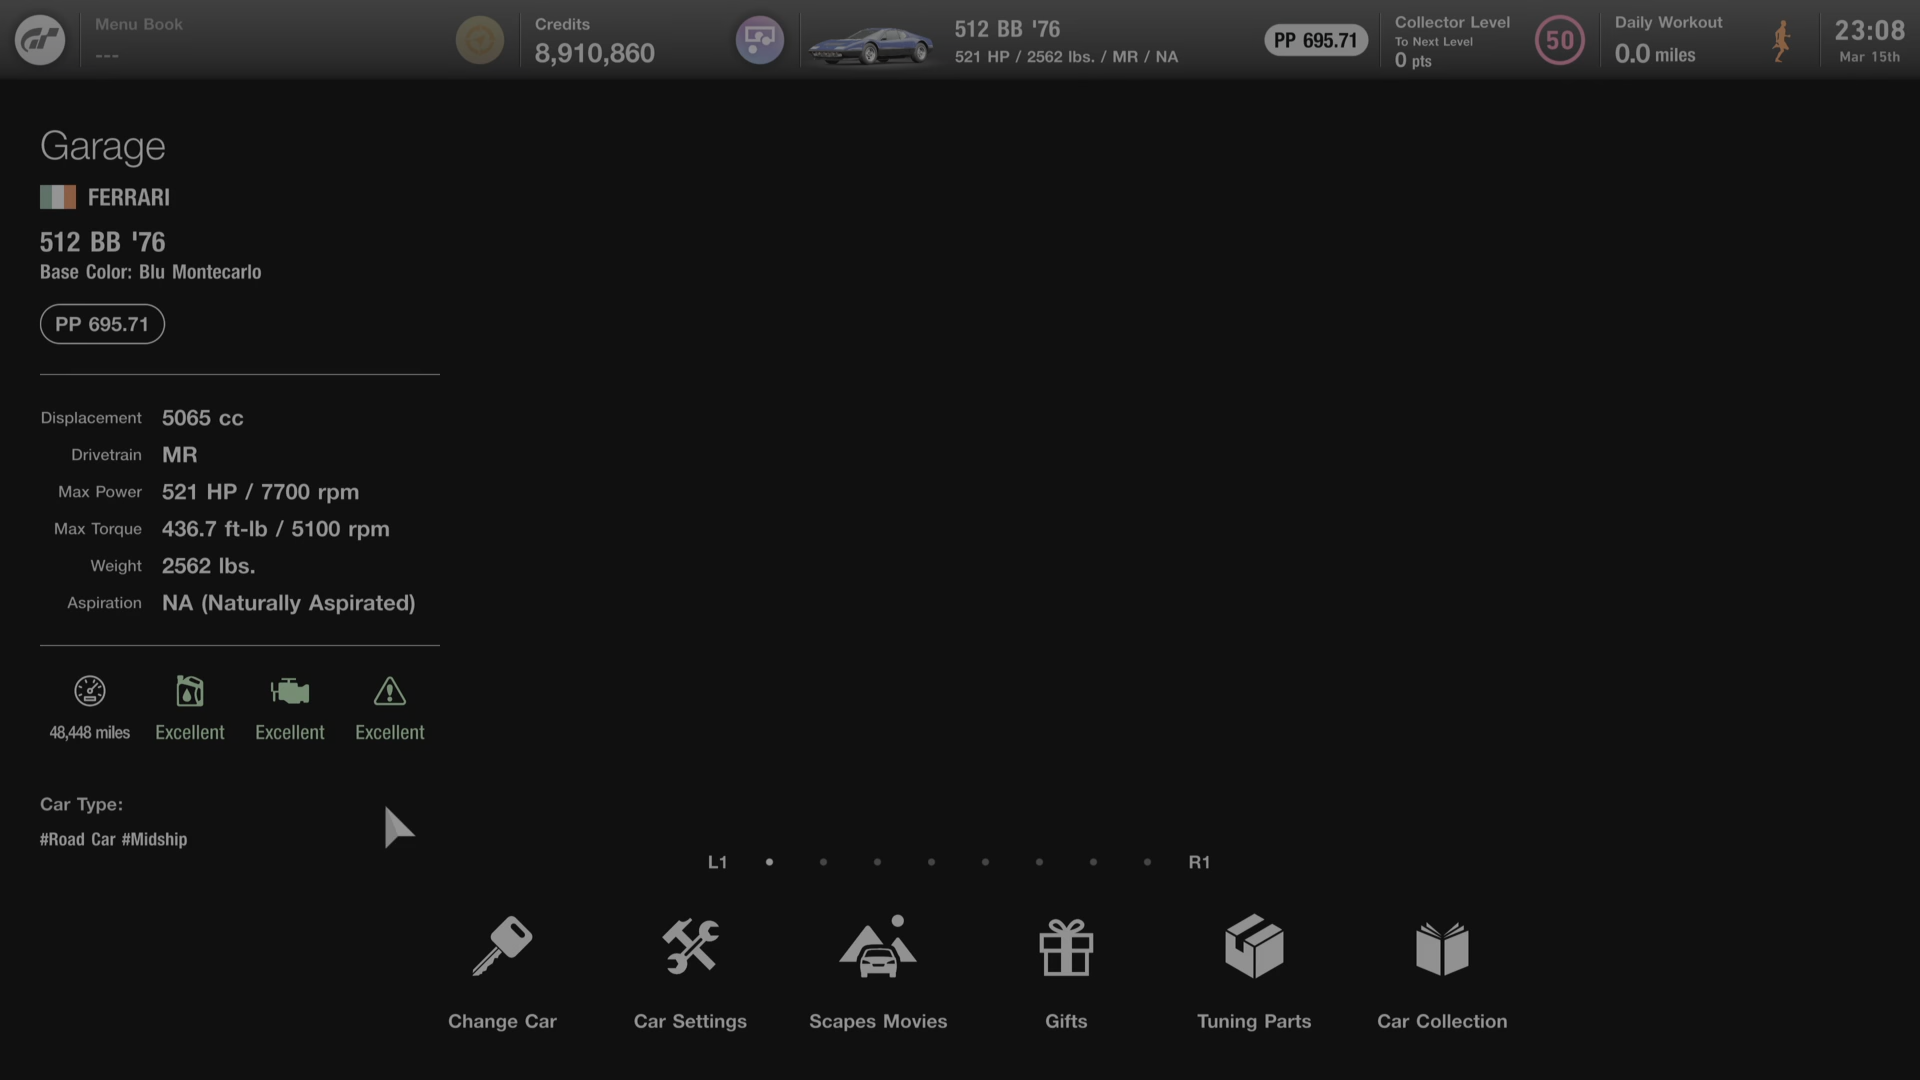 Menu Book
---
Credits
8,910,860
512 BB '76
521 HP / 2562 lbs. / MR / NA
PP 695.71
Collector Level
To Next Level
0 pts
50
Daily Workout
0.0 miles
23:08
Mar 15th
Garage
FERRARI
512 BB '76
Base Color: Blu Montecarlo
PP 695.71
Displacement 5065 cc
Drivetrain MR
Max Power 521 HP / 7700 rpm
Max Torque 436.7 ft-lb / 5100 rpm
Weight 2562 lbs.
Aspiration NA (Naturally Aspirated)
48,448 miles Excellent Excellent Excellent
Car Type:
#Road Car #Midship
L1 R1
Change Car Car Settings Scapes Movies Gifts Tuning Parts Car Collection